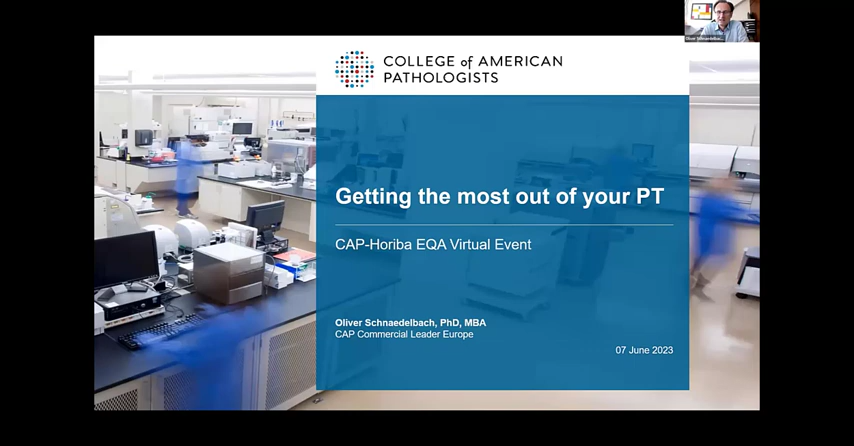 COLLEGE of AMERICAN
PATHOLOGISTS
Getting the most out of your PT
CAP-Horiba EQA Virtual Event
Oliver Schnaedelbach, PhD, MBA
CAP Commercial Leader Europe
07 June 2023